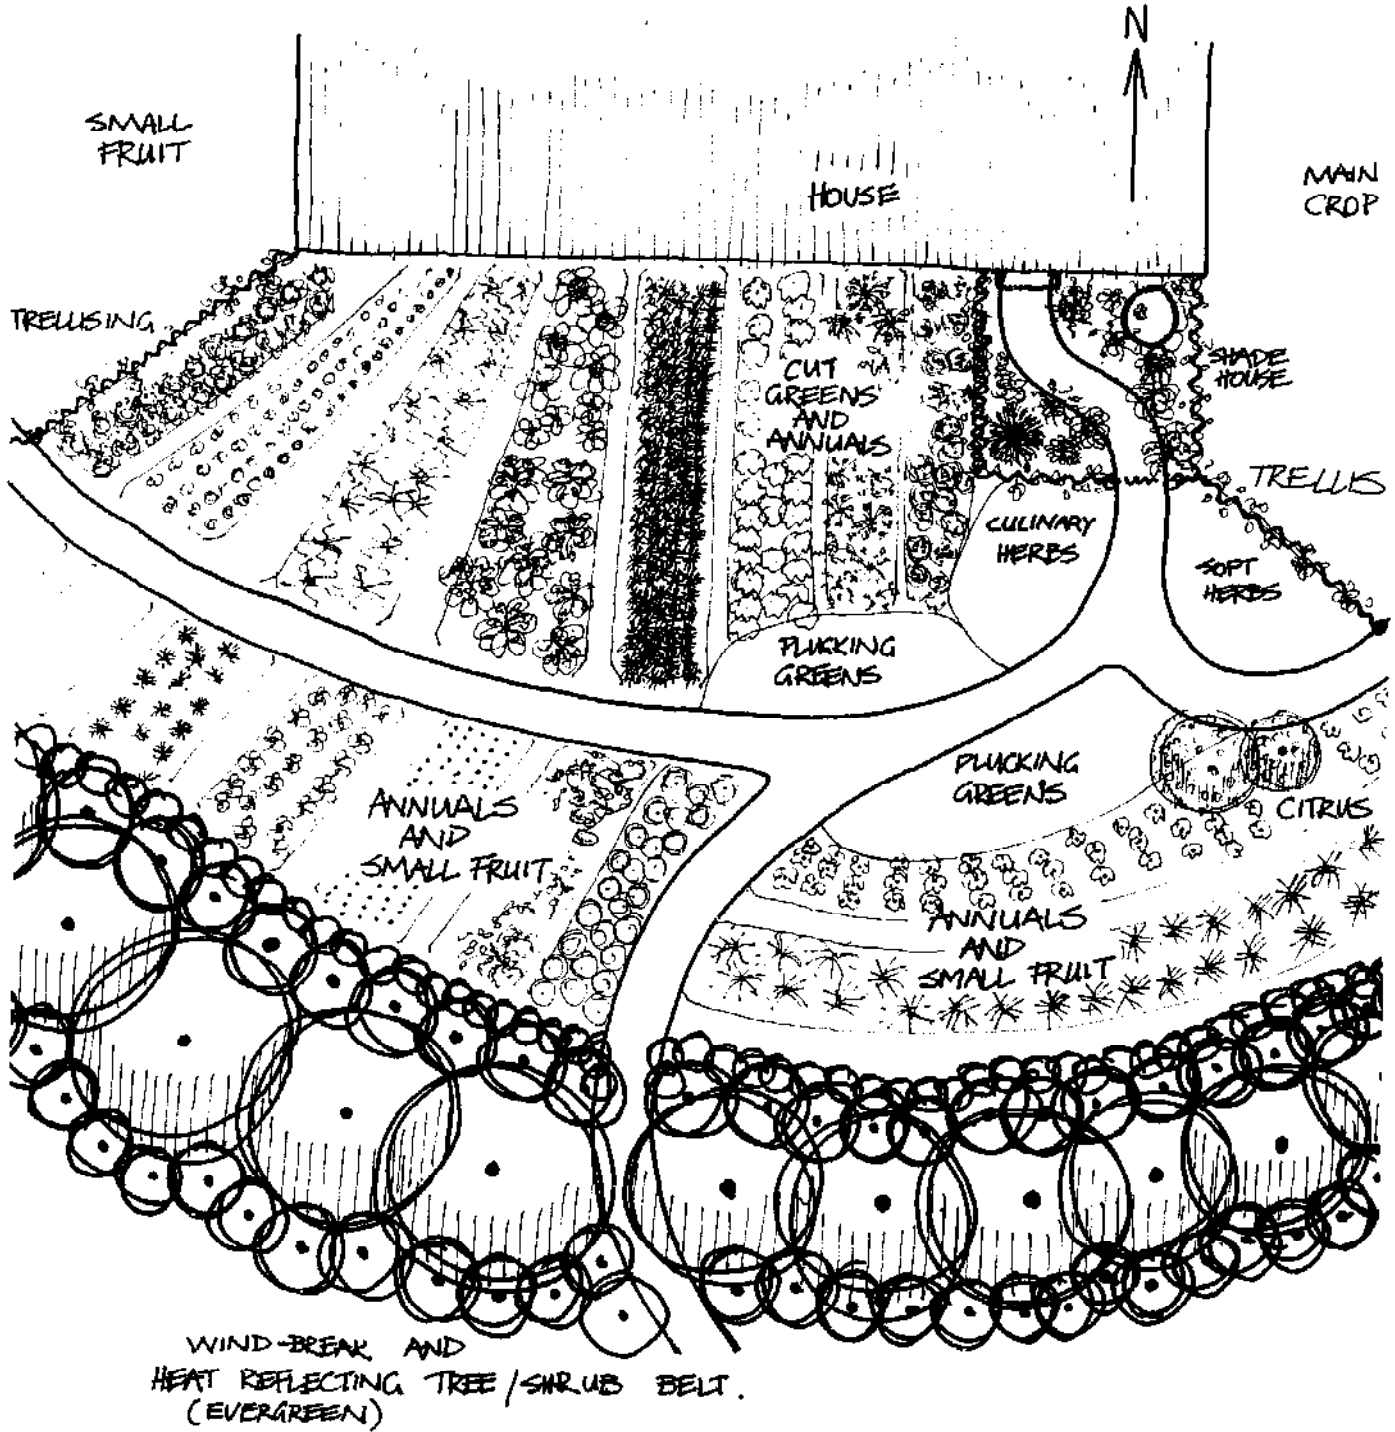 N
SMALL
FRUIT
HOUSE
MAIN
CROP
TRELLISING
SHADE
HOUSE
CUT
GREENS
AND
ANNUALS
TRELLIS
CULINARY
HERBS
SOFT
HERBS
PLUCKING
GREENS
PLUCKING
GREENS
CITRUS
ANNUALS
AND
SMALL FRUIT
ANNUALS
AND
SMALL FRUIT
WIND-BREAK AND
HEAT REFLECTING TREE/SHRUB BELT.
(EVERGREEN)